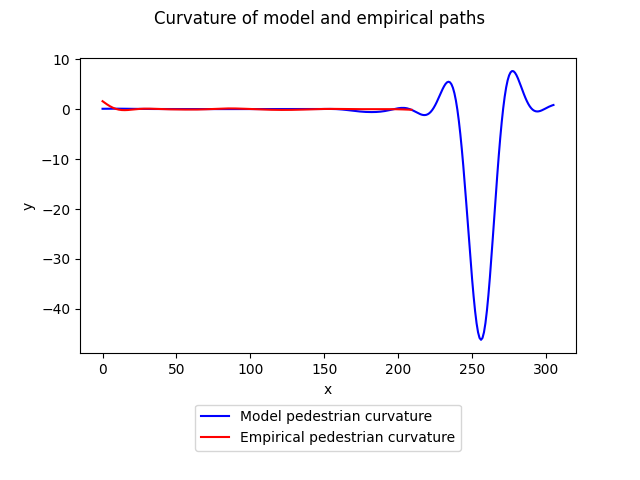 Curvature of model and empirical paths
10
0
−10
−20
−30
−40
y
0 50 100 150 200 250 300
x
Model pedestrian curvature
Empirical pedestrian curvature